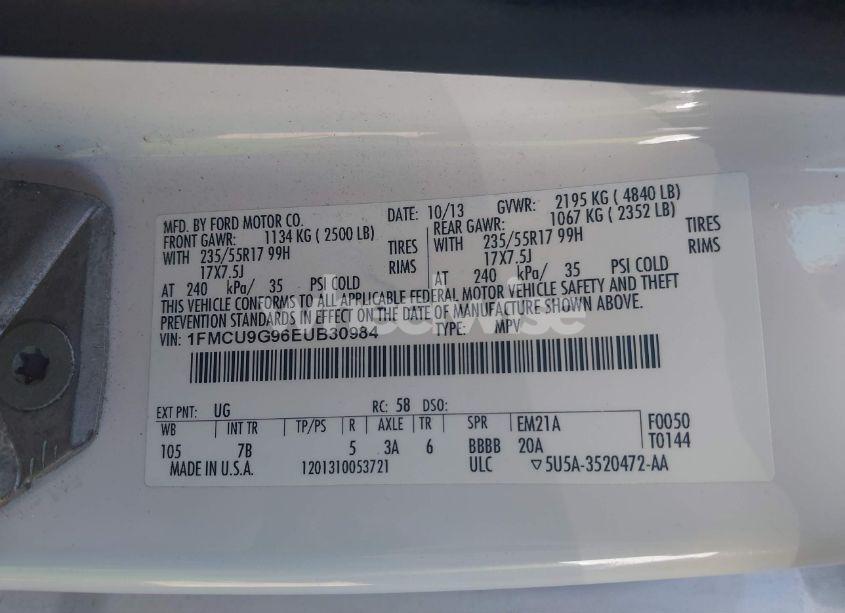 MFD. BY FORD MOTOR CO.
DATE: 10/13
GVWR: 2195 KG ( 4840 LB)
FRONT GAWR: 1134 KG ( 2500 LB)
REAR GAWR: 1067 KG ( 2352 LB)
WITH 235/55R17 99H TIRES
WITH 235/55R17 99H TIRES
17X7.5J RIMS
17X7.5J RIMS
AT 240 kPa/ 35 PSI COLD
AT 240 kPa/ 35 PSI COLD
THIS VEHICLE CONFORMS TO ALL APPLICABLE FEDERAL MOTOR VEHICLE SAFETY AND THEFT
PREVENTION STANDARDS IN EFFECT ON THE DATE OF MANUFACTURE SHOWN ABOVE.
VIN: 1FMCU9G96EUB30984
TYPE: MPV
EXT PNT: UG RC: 58 DSO:
WB INT TR TP/PS R AXLE TR SPR EM21A F0050
105 7B 5 3A 6 BBBB 20A T0144
MADE IN U.S.A. 1201310053721 ULC ▽5U5A-3520472-AA